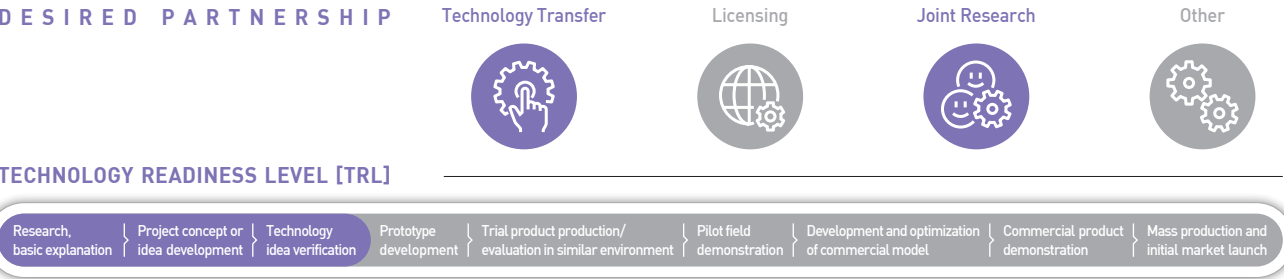 DESIRED PARTNERSHIP
Technology Transfer
Licensing
Joint Research
Other
TECHNOLOGY READINESS LEVEL [TRL]
Research,
basic explanation
Project concept or
idea development
Technology
idea verification
Prototype
development
Trial product production/
evaluation in similar environment
Pilot field
demonstration
Development and optimization
of commercial model
Commercial product
demonstration
Mass production and
initial market launch